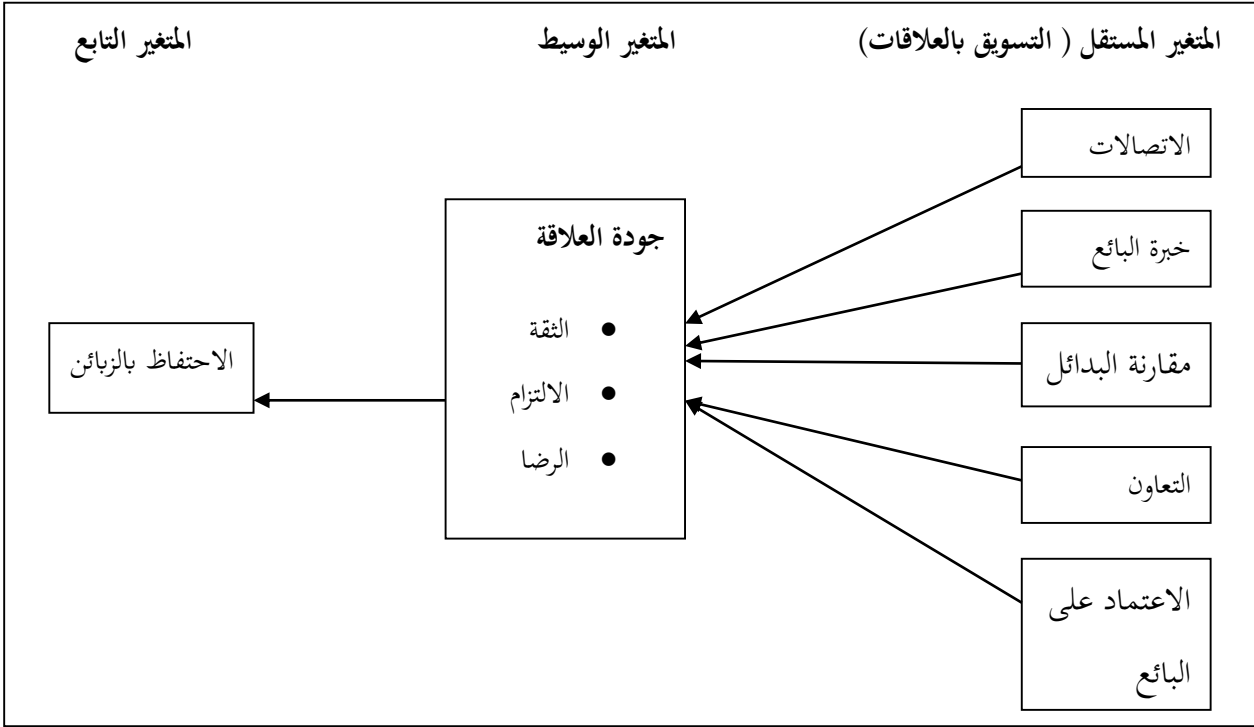 المتغير المستقل ( التسويق بالعلاقات)
المتغير الوسيط
المتغير التابع
الاتصالات
خبرة البائع
مقارنة البدائل
التعاون
الاعتماد على
البائع
جودة العلاقة
● الثقة
● الالتزام
● الرضا
الاحتفاظ بالزبائن